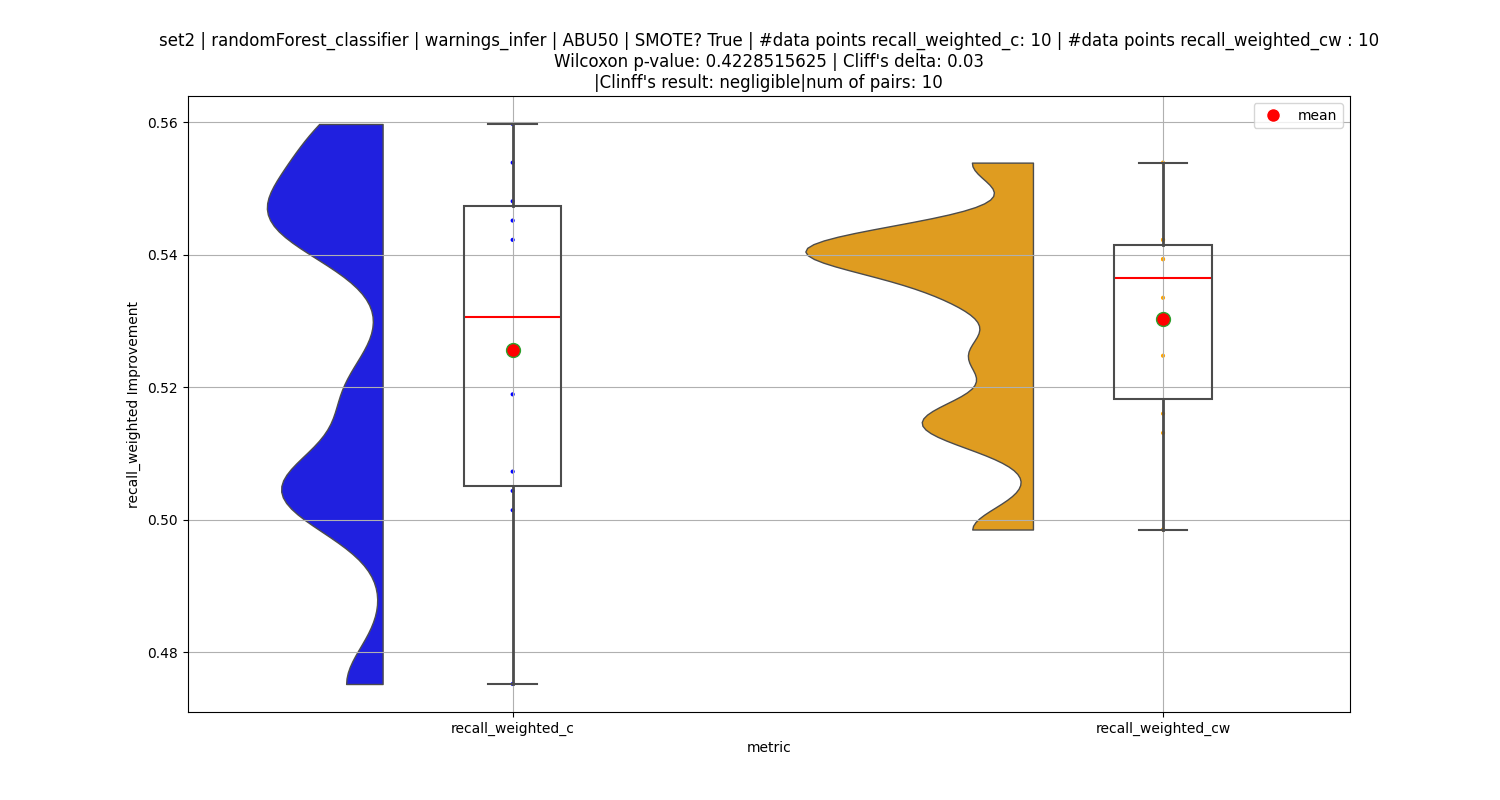 set2 | randomForest_classifier | warnings_infer | ABU50 | SMOTE? True | #data points recall_weighted_c: 10 | #data points recall_weighted_cw : 10
Wilcoxon p-value: 0.4228515625 | Cliff's delta: 0.03
|Clinff's result: negligible|num of pairs: 10
mean
0.56
0.54
0.52
0.50
0.48
recall_weighted Improvement
recall_weighted_c
recall_weighted_cw
metric